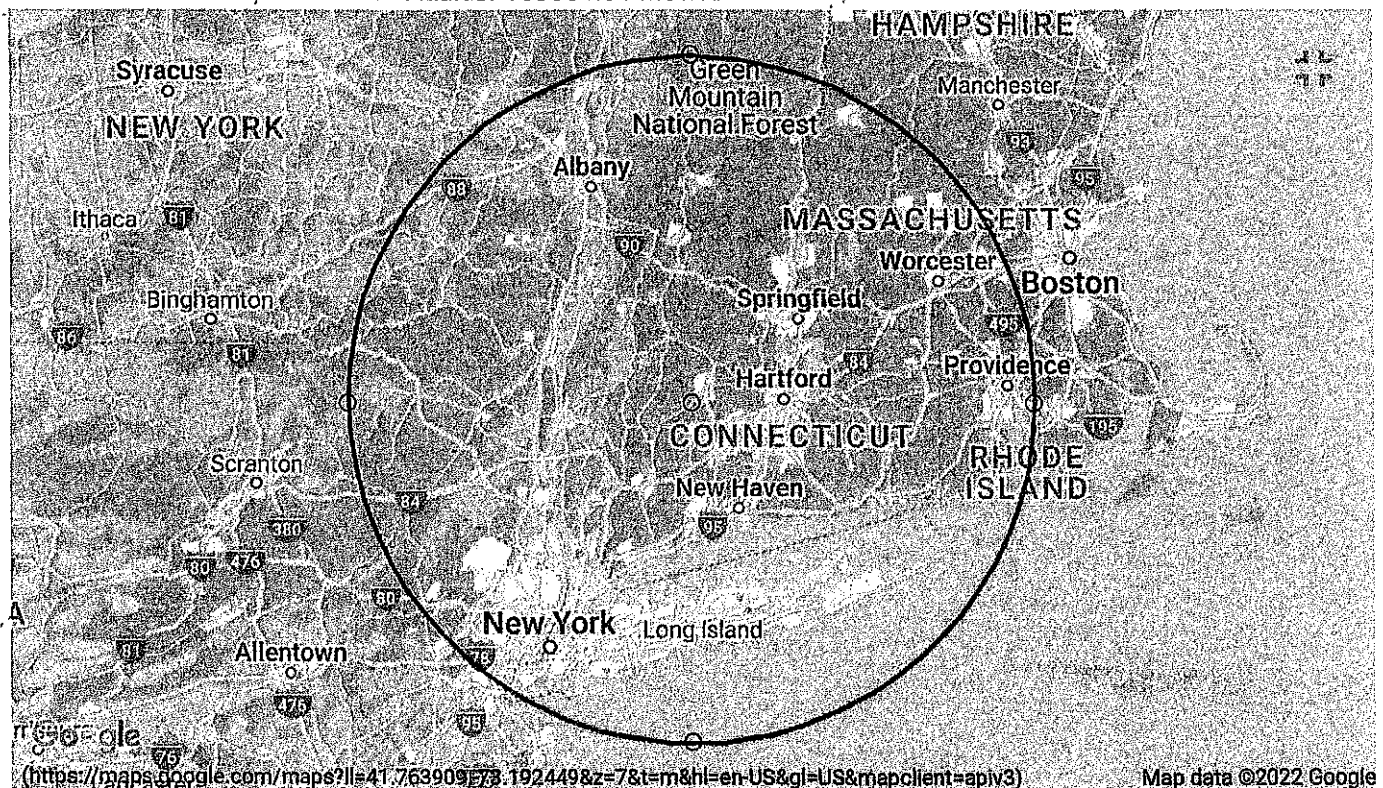 HAMPSHIRE
Syracuse
NEW YORK
Green
Mountain
National Forest
Manchester
93
Albany
88
95
Ithaca
81
MASSACHUSETTS
90
Worcester
Boston
Binghamton
Springfield
495
86
81
84
Hartford
Providence
CONNECTICUT
195
Scranton
RHODE
ISLAND
84
New Haven
380
95
80
476
80
New York
Long Island
81
Allentown
78
476
95
Google
76
(https://maps.google.com/maps?ll=41.763909,-73.192449&z=7&t=m&hl=en-US&gl=US&mapclient=apiv3)
Map data ©2022 Google